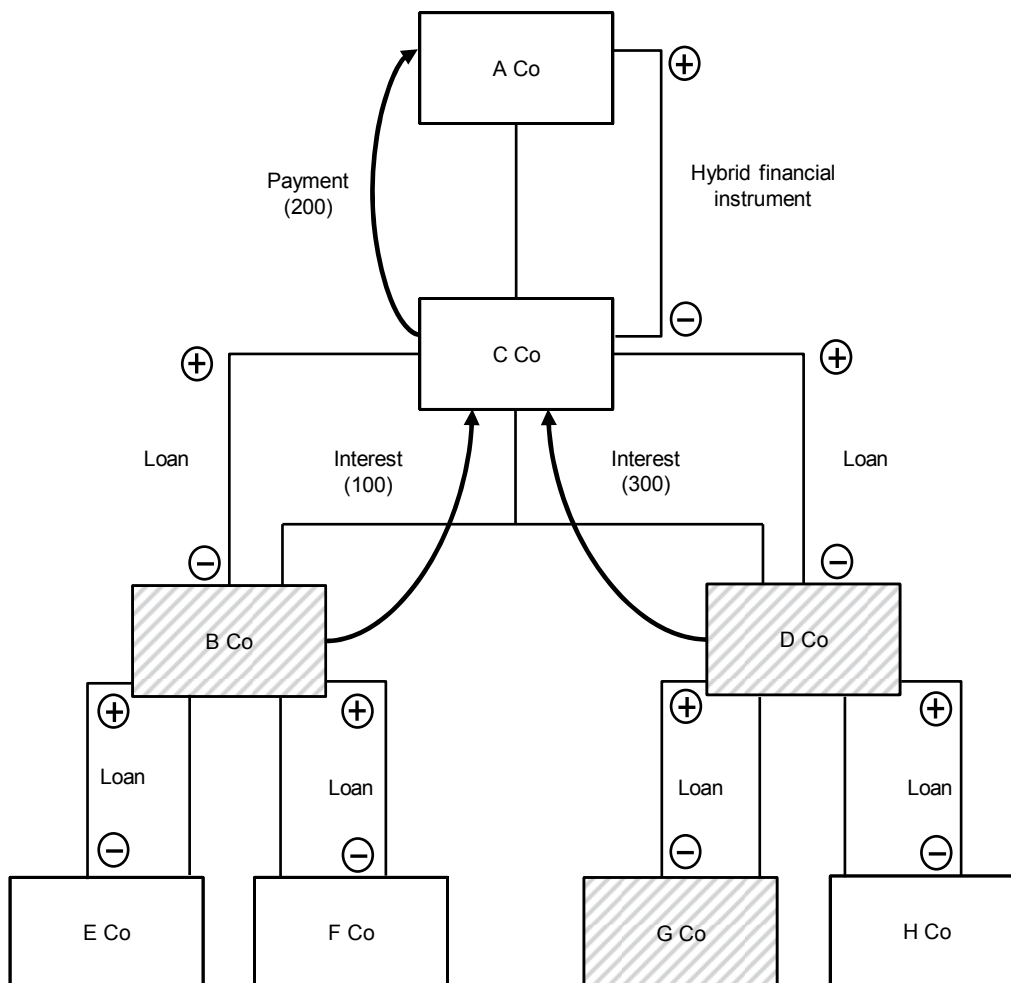 A Co
+
Payment
(200)
Hybrid financial
instrument
−
C Co
+
+
Loan
Interest
(100)
Interest
(300)
Loan
−
−
B Co
D Co
+
+
+
+
Loan
Loan
Loan
Loan
−
−
−
−
E Co
F Co
G Co
H Co